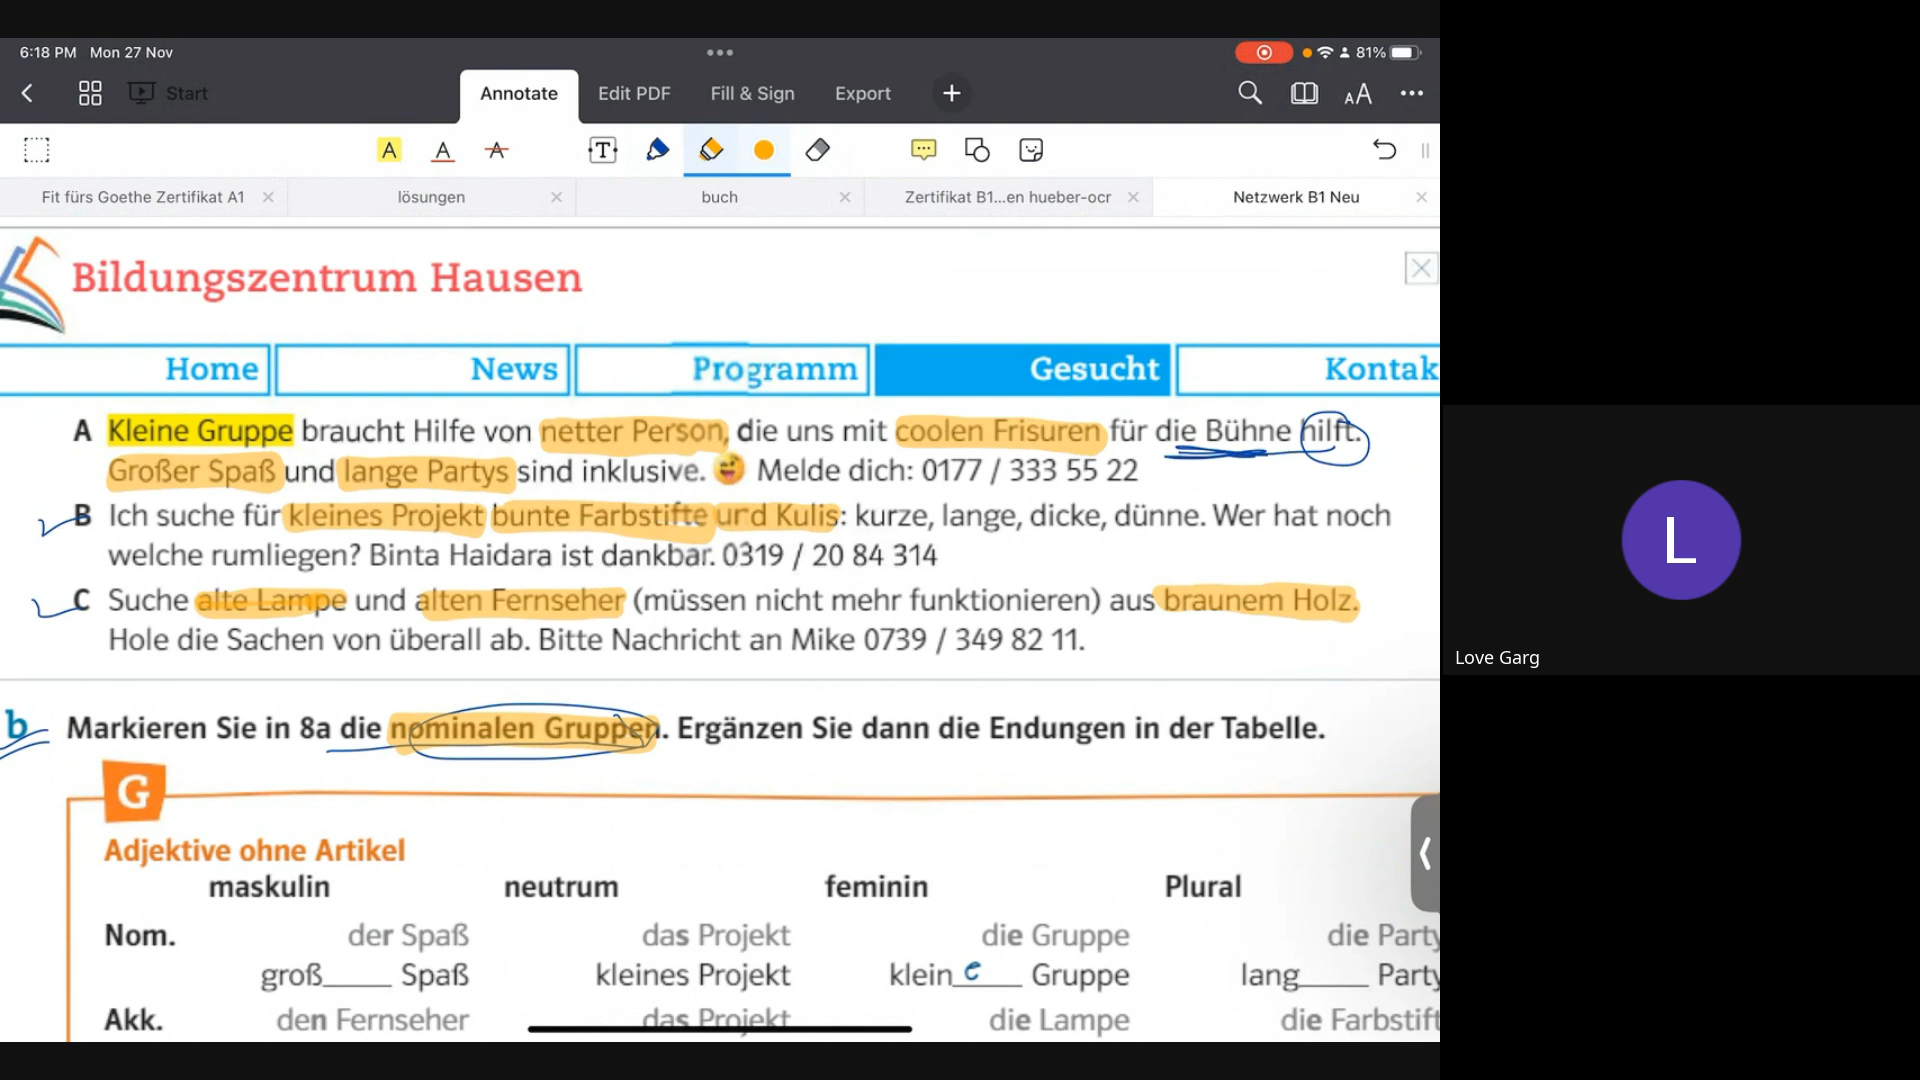 6:18 PM Mon 27 Nov
81%
Start
Annotate
Edit PDF
Fill & Sign
Export
Fit fürs Goethe Zertifikat A1
lösungen
buch
Zertifikat B1...en hueber-ocr
Netzwerk B1 Neu
Bildungszentrum Hausen
Home
News
Programm
Gesucht
Kontak
A Kleine Gruppe braucht Hilfe von netter Person, die uns mit coolen Frisuren für die Bühne hilft.
Großer Spaß und lange Partys sind inklusive. 😜 Melde dich: 0177 / 333 55 22
B Ich suche für kleines Projekt bunte Farbstifte und Kulis: kurze, lange, dicke, dünne. Wer hat noch
welche rumliegen? Binta Haidara ist dankbar. 0319 / 20 84 314
C Suche alte Lampe und alten Fernseher (müssen nicht mehr funktionieren) aus braunem Holz.
Hole die Sachen von überall ab. Bitte Nachricht an Mike 0739 / 349 82 11.
b Markieren Sie in 8a die nominalen Gruppen. Ergänzen Sie dann die Endungen in der Tabelle.
G
Adjektive ohne Artikel
maskulin neutrum feminin Plural
Nom. der Spaß das Projekt die Gruppe die Party
groß____ Spaß kleines Projekt klein_e_ Gruppe lang____ Party
Akk. den Fernseher das Projekt die Lampe die Farbstift
L
Love Garg